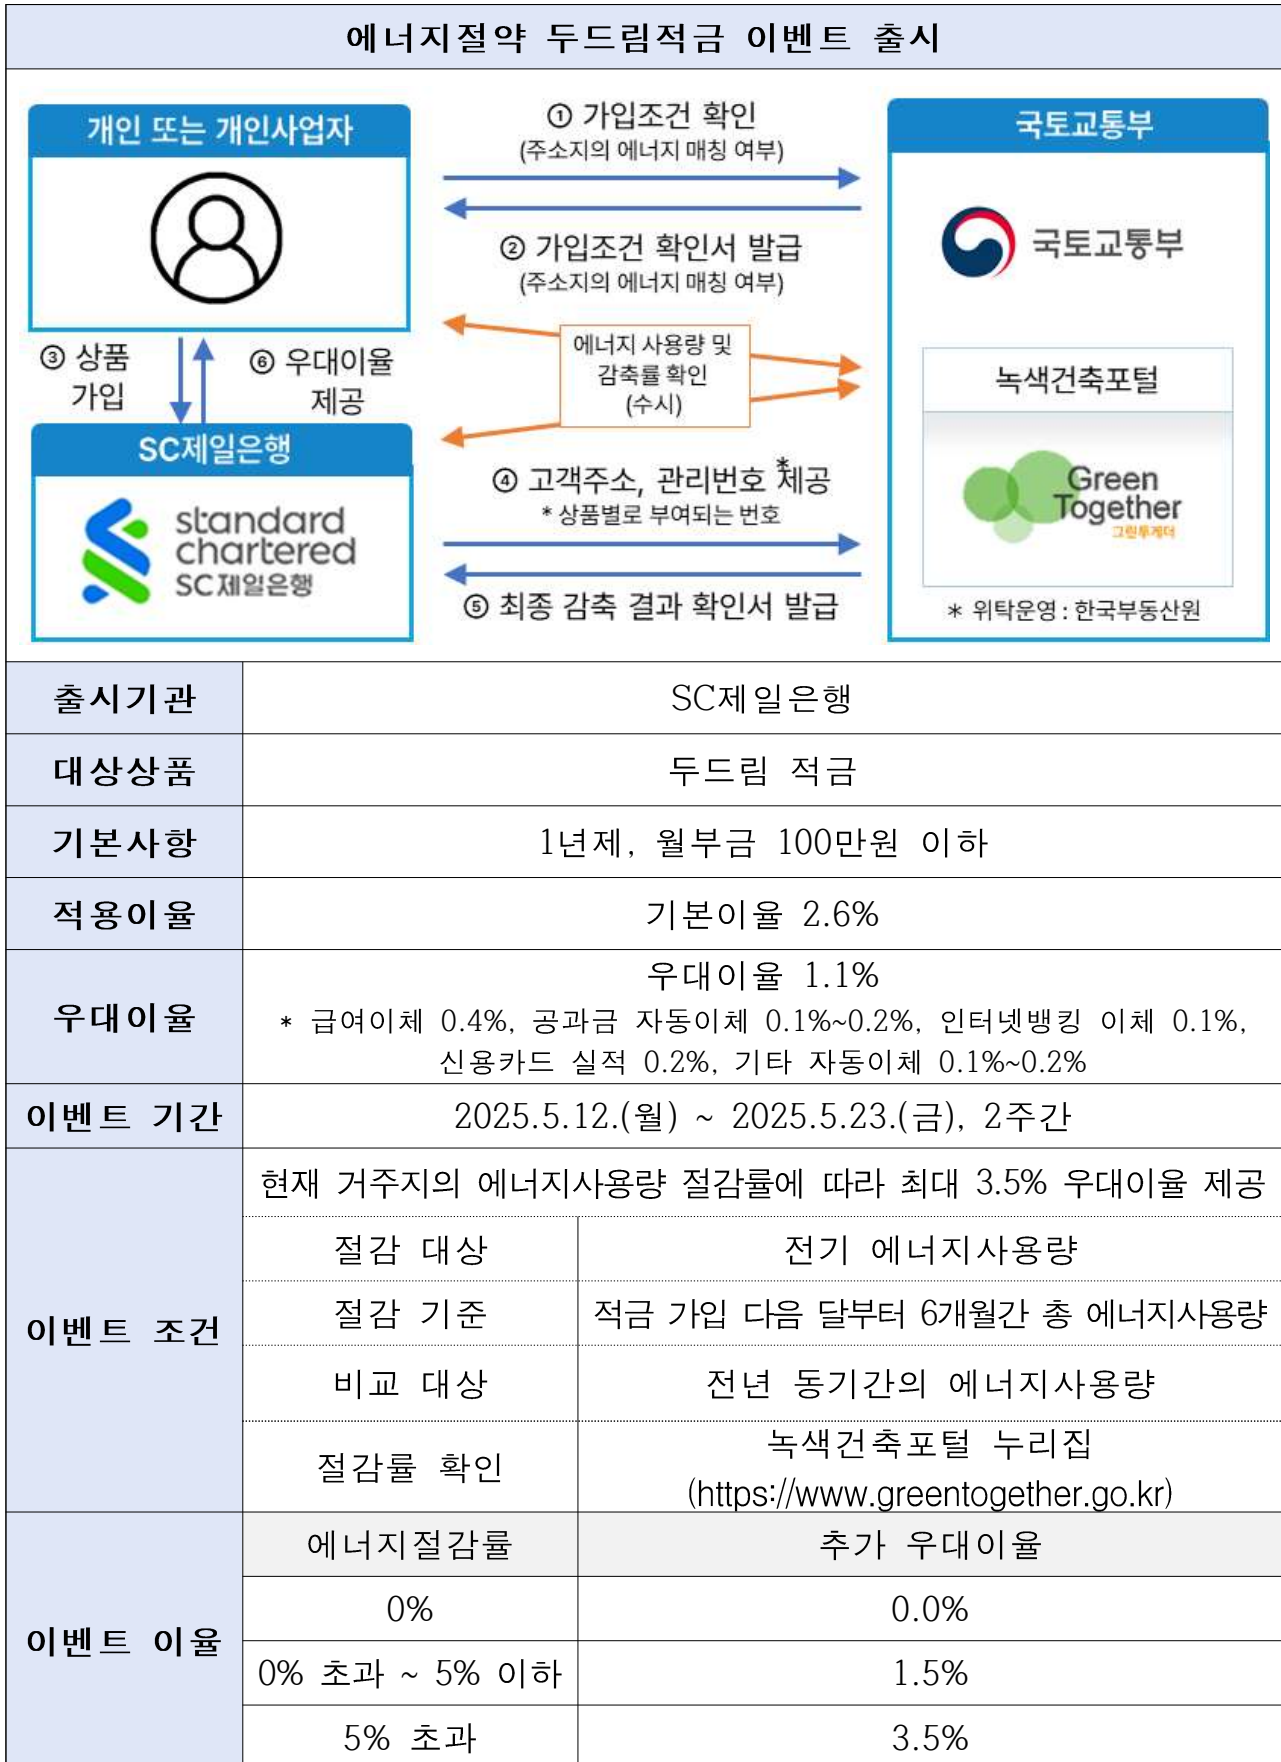 에너지절약 두드림적금 이벤트 출시
개인 또는 개인사업자
① 가입조건 확인
(주소지의 에너지 매칭 여부)
② 가입조건 확인서 발급
(주소지의 에너지 매칭 여부)
국토교통부
국토교통부
③ 상품
가입
⑥ 우대이율
제공
에너지 사용량 및
감축률 확인
(수시)
녹색건축포털
Green
Together
그린투게더
* 위탁운영 : 한국부동산원
SC제일은행
standard
chartered
SC제일은행
④ 고객주소, 관리번호*제공
* 상품별로 부여되는 번호
⑤ 최종 감축 결과 확인서 발급
출시기관 SC제일은행
대상상품 두드림 적금
기본사항 1년제, 월부금 100만원 이하
적용이율 기본이율 2.6%
우대이율 우대이율 1.1%
* 급여이체 0.4%, 공과금 자동이체 0.1%~0.2%, 인터넷뱅킹 이체 0.1%,
신용카드 실적 0.2%, 기타 자동이체 0.1%~0.2%
이벤트 기간 2025.5.12.(월) ~ 2025.5.23.(금), 2주간
이벤트 조건 현재 거주지의 에너지사용량 절감률에 따라 최대 3.5% 우대이율 제공
절감 대상 전기 에너지사용량
절감 기준 적금 가입 다음 달부터 6개월간 총 에너지사용량
비교 대상 전년 동기간의 에너지사용량
절감률 확인 녹색건축포털 누리집
(https://www.greentogether.go.kr)
이벤트 이율 에너지절감률 추가 우대이율
0% 0.0%
0% 초과 ~ 5% 이하 1.5%
5% 초과 3.5%